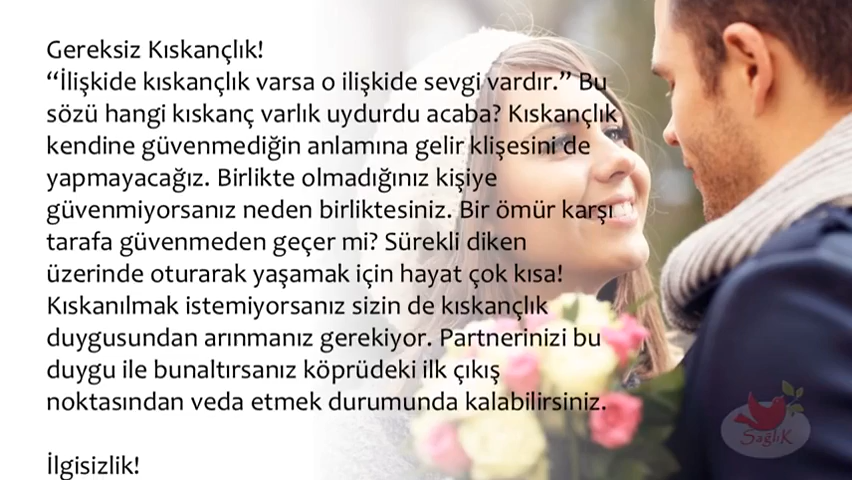 Gereksiz Kıskançlık!
“İlişkide kıskançlık varsa o ilişkide sevgi vardır.” Bu
sözü hangi kıskanç varlık uydurdu acaba? Kıskançlık
kendine güvenmediğin anlamına gelir klişesini de
yapmayacağız. Birlikte olmadığınız kişiye
güvenmiyorsanız neden birliktesiniz. Bir ömür karşı
tarafa güvenmeden geçer mi? Sürekli diken
üzerinde oturarak yaşamak için hayat çok kısa!
Kıskanılmak istemiyorsanız sizin de kıskançlık
duygusundan arınmanız gerekiyor. Partnerinizi bu
duygu ile bunaltırsanız köprüdeki ilk çıkış
noktasından veda etmek durumunda kalabilirsiniz.
İlgisizlik!
SağlıK